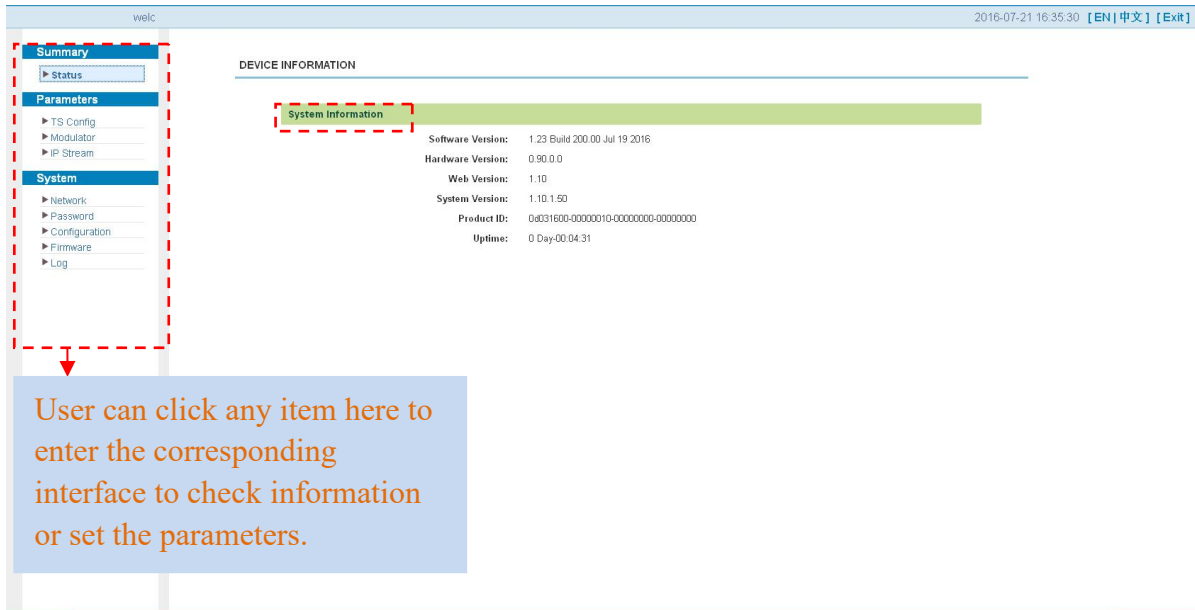 welc
2016-07-21 16:35:30 [EN|中文] [Exit]
Summary
Status
DEVICE INFORMATION
Parameters
TS Config
Modulator
IP Stream
System Information
Software Version: 1.23 Build 200.00 Jul 19 2016
Hardware Version: 0.90.0.0
Web Version: 1.10
System Version: 1.10.1.50
Product ID: 0d031600-00000010-00000000-00000000
Uptime: 0 Day-00:04:31
System
Network
Password
Configuration
Firmware
Log
User can click any item here to
enter the corresponding
interface to check information
or set the parameters.